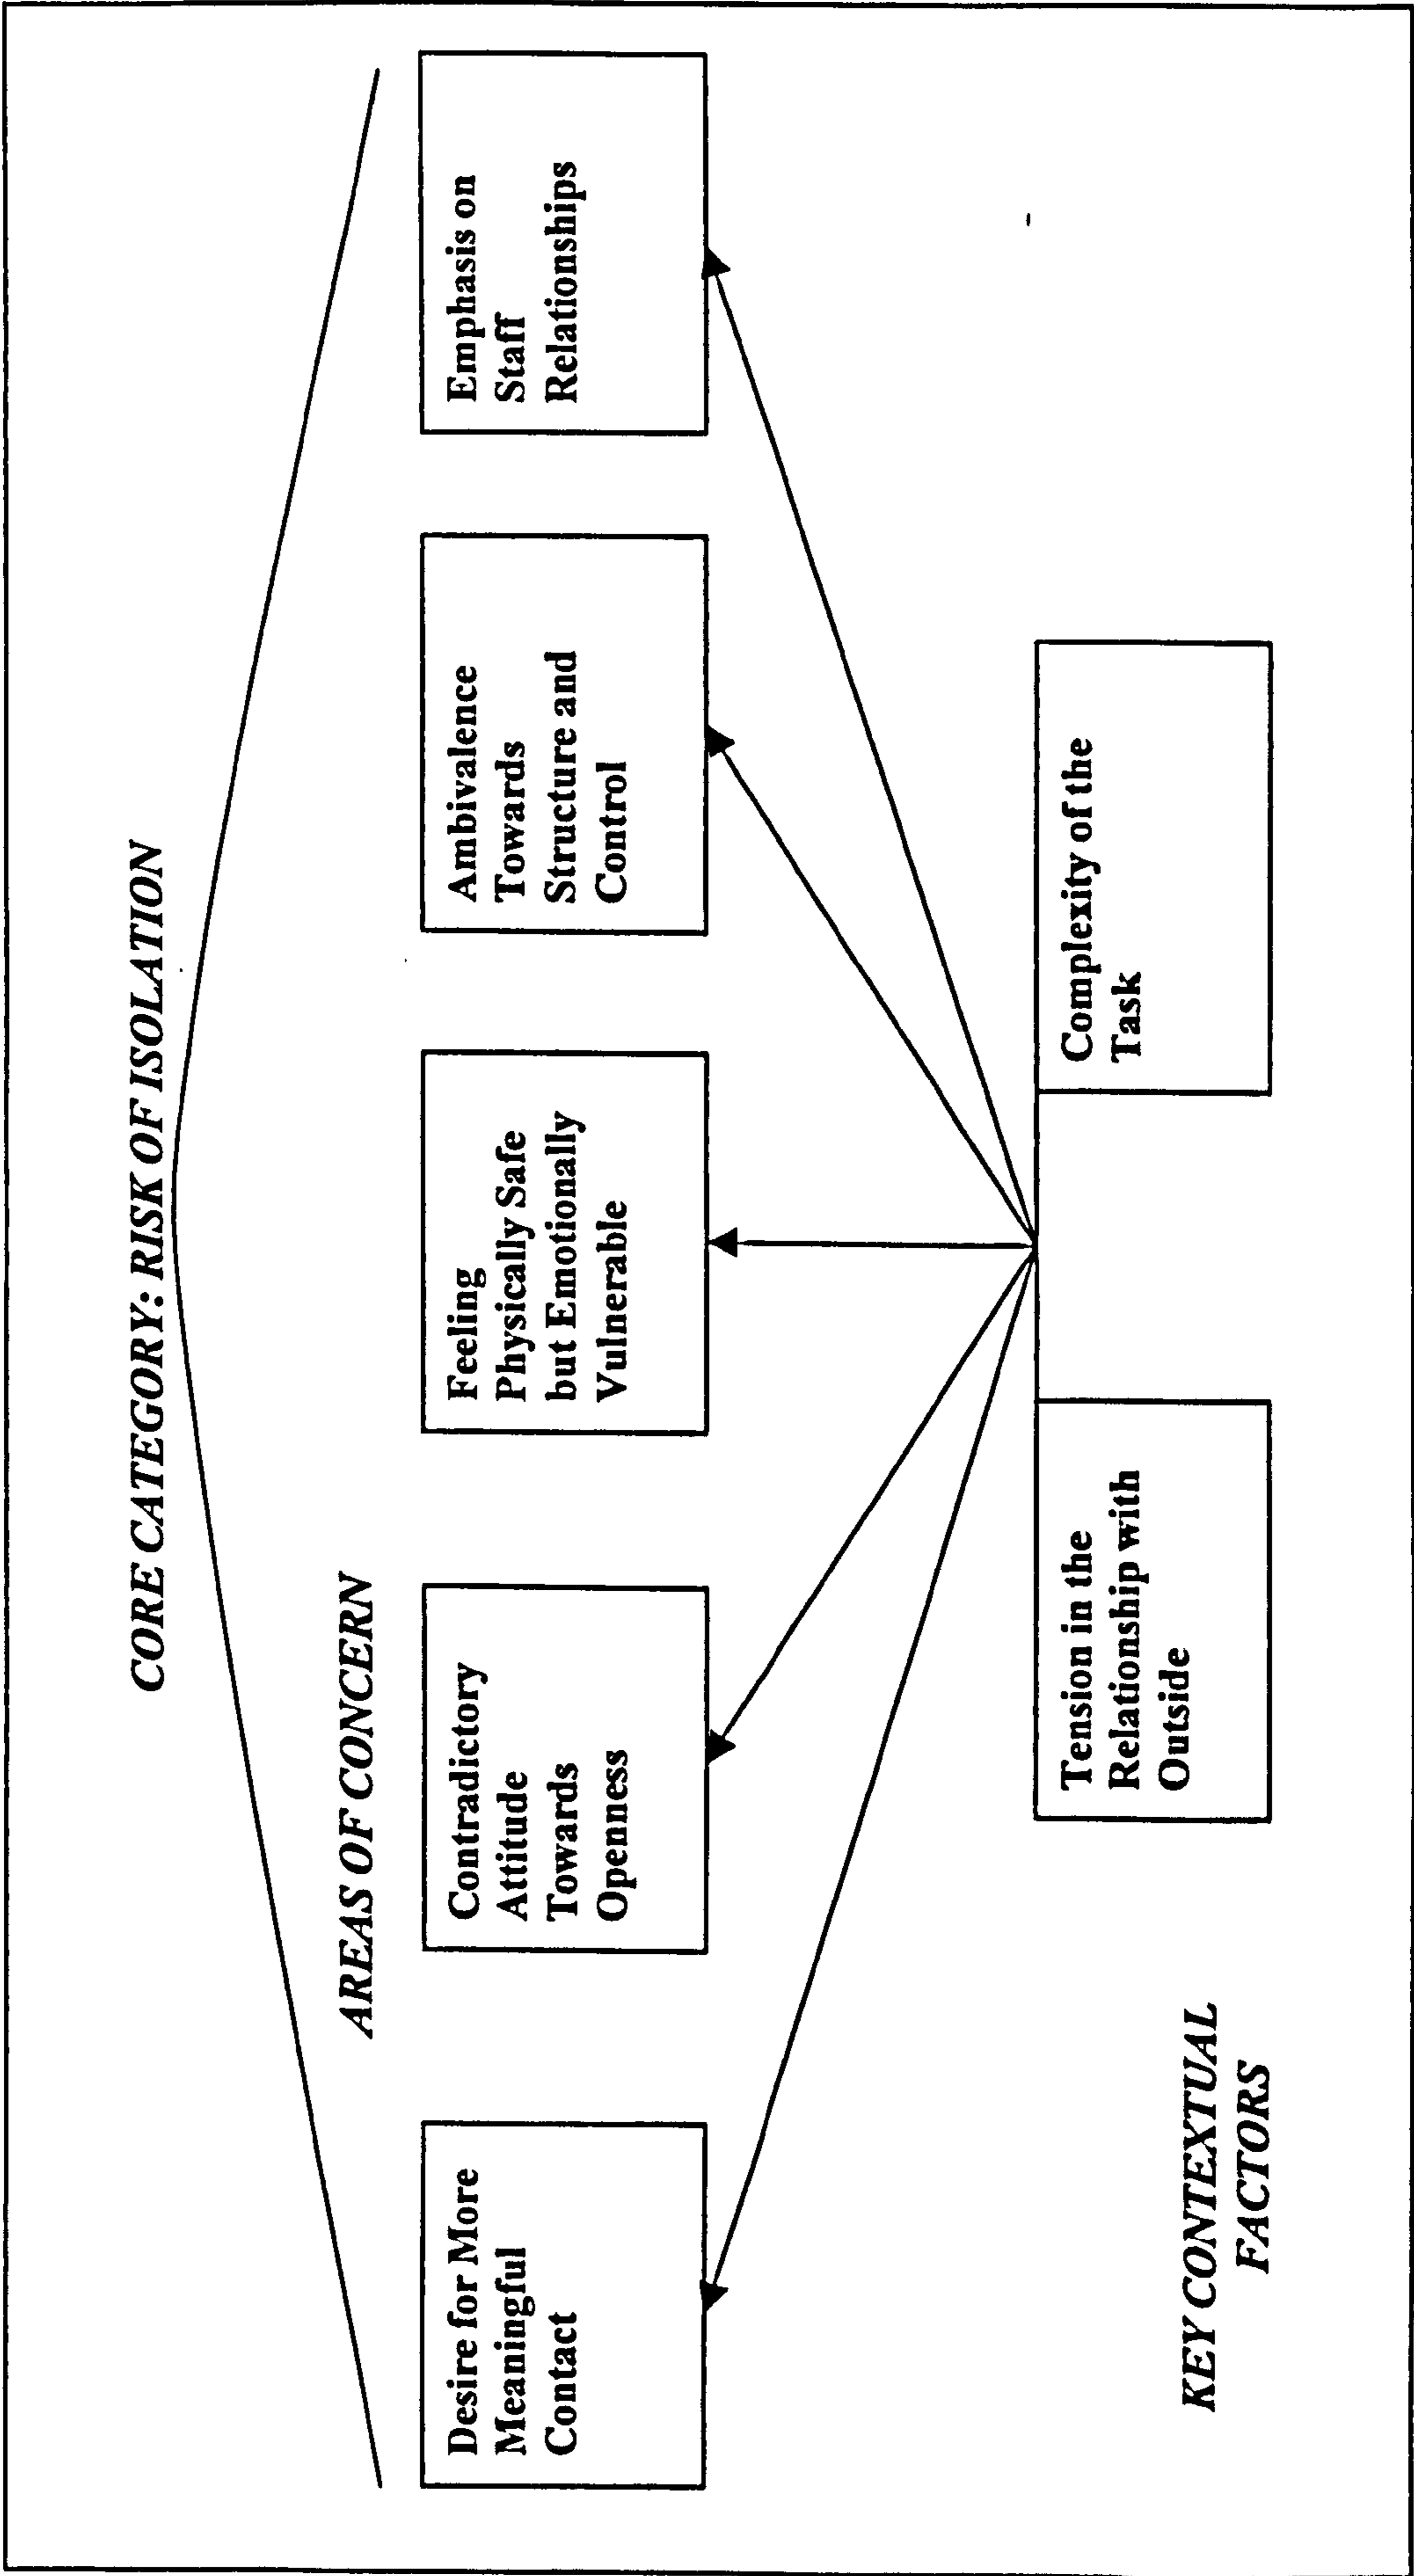 CORE CATEGORY: RISK OF ISOLATION
AREAS OF CONCERN
Desire for More
Meaningful
Contact
Contradictory
Attitude
Towards
Openness
Feeling
Physically Safe
but Emotionally
Vulnerable
Ambivalence
Towards
Structure and
Control
Emphasis on
Staff
Relationships
Tension in the
Relationship with
Outside
Complexity of the
Task
KEY CONTEXTUAL
FACTORS